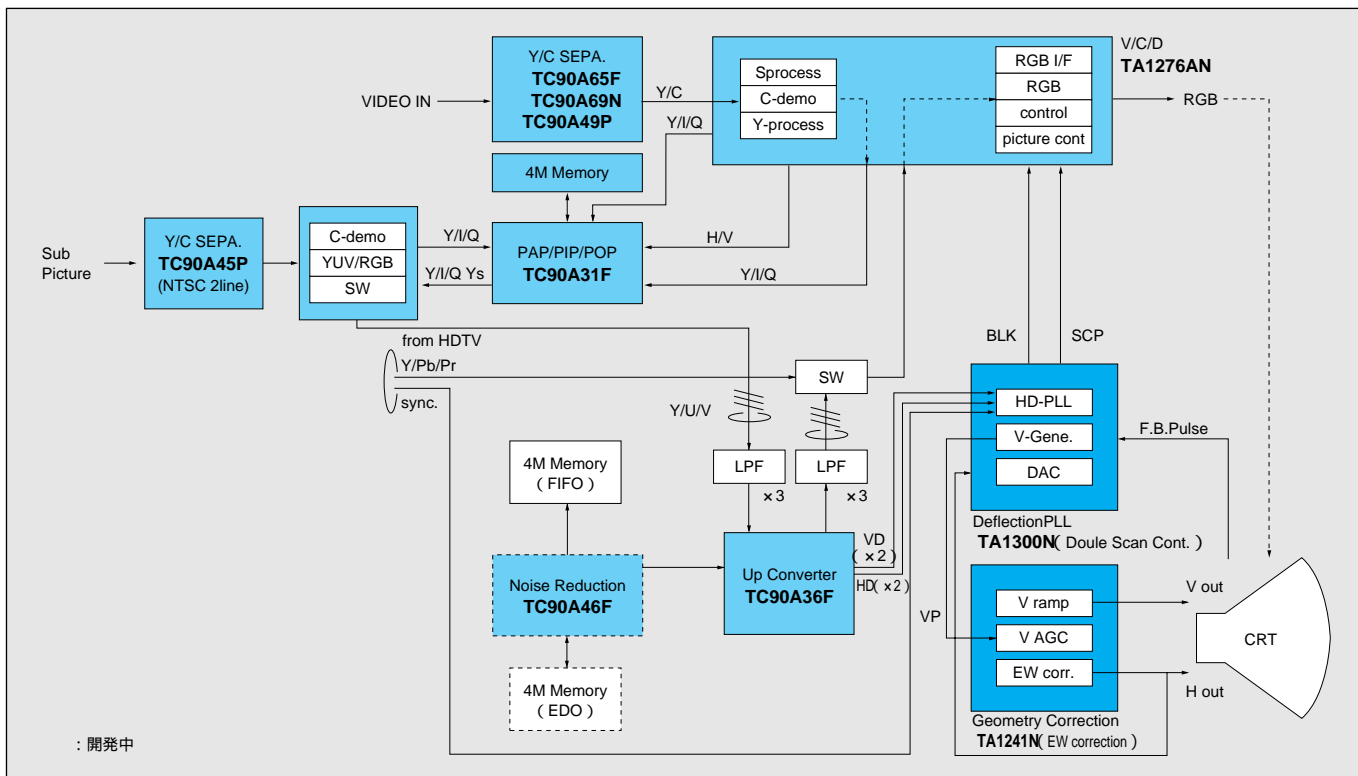 Y/C SEPA.
TC90A65F
TC90A69N
TC90A49P
VIDEO IN
Y/C
Y/I/Q
Sprocess
C-demo
Y-process
RGB I/F
RGB
control
picture cont
V/C/D
TA1276AN
RGB
4M Memory
Sub
Picture
Y/C SEPA.
TC90A45P
(NTSC 2line)
C-demo
YUV/RGB
SW
Y/I/Q
Y/I/Q Ys
PAP/PIP/POP
TC90A31F
H/V
Y/I/Q
from HDTV
Y/Pb/Pr
sync.
SW
Y/U/V
BLK
SCP
HD-PLL
V-Gene.
DAC
F.B.Pulse
4M Memory
( FIFO )
LPF
×3
LPF
×3
DeflectionPLL
TA1300N( Doule Scan Cont. )
VD
( ×2 )
HD( ×2 )
Noise Reduction
TC90A46F
Up Converter
TC90A36F
VP
V ramp
V AGC
EW corr.
V out
H out
CRT
4M Memory
( EDO )
Geometry Correction
TA1241N( EW correction )
: 開発中